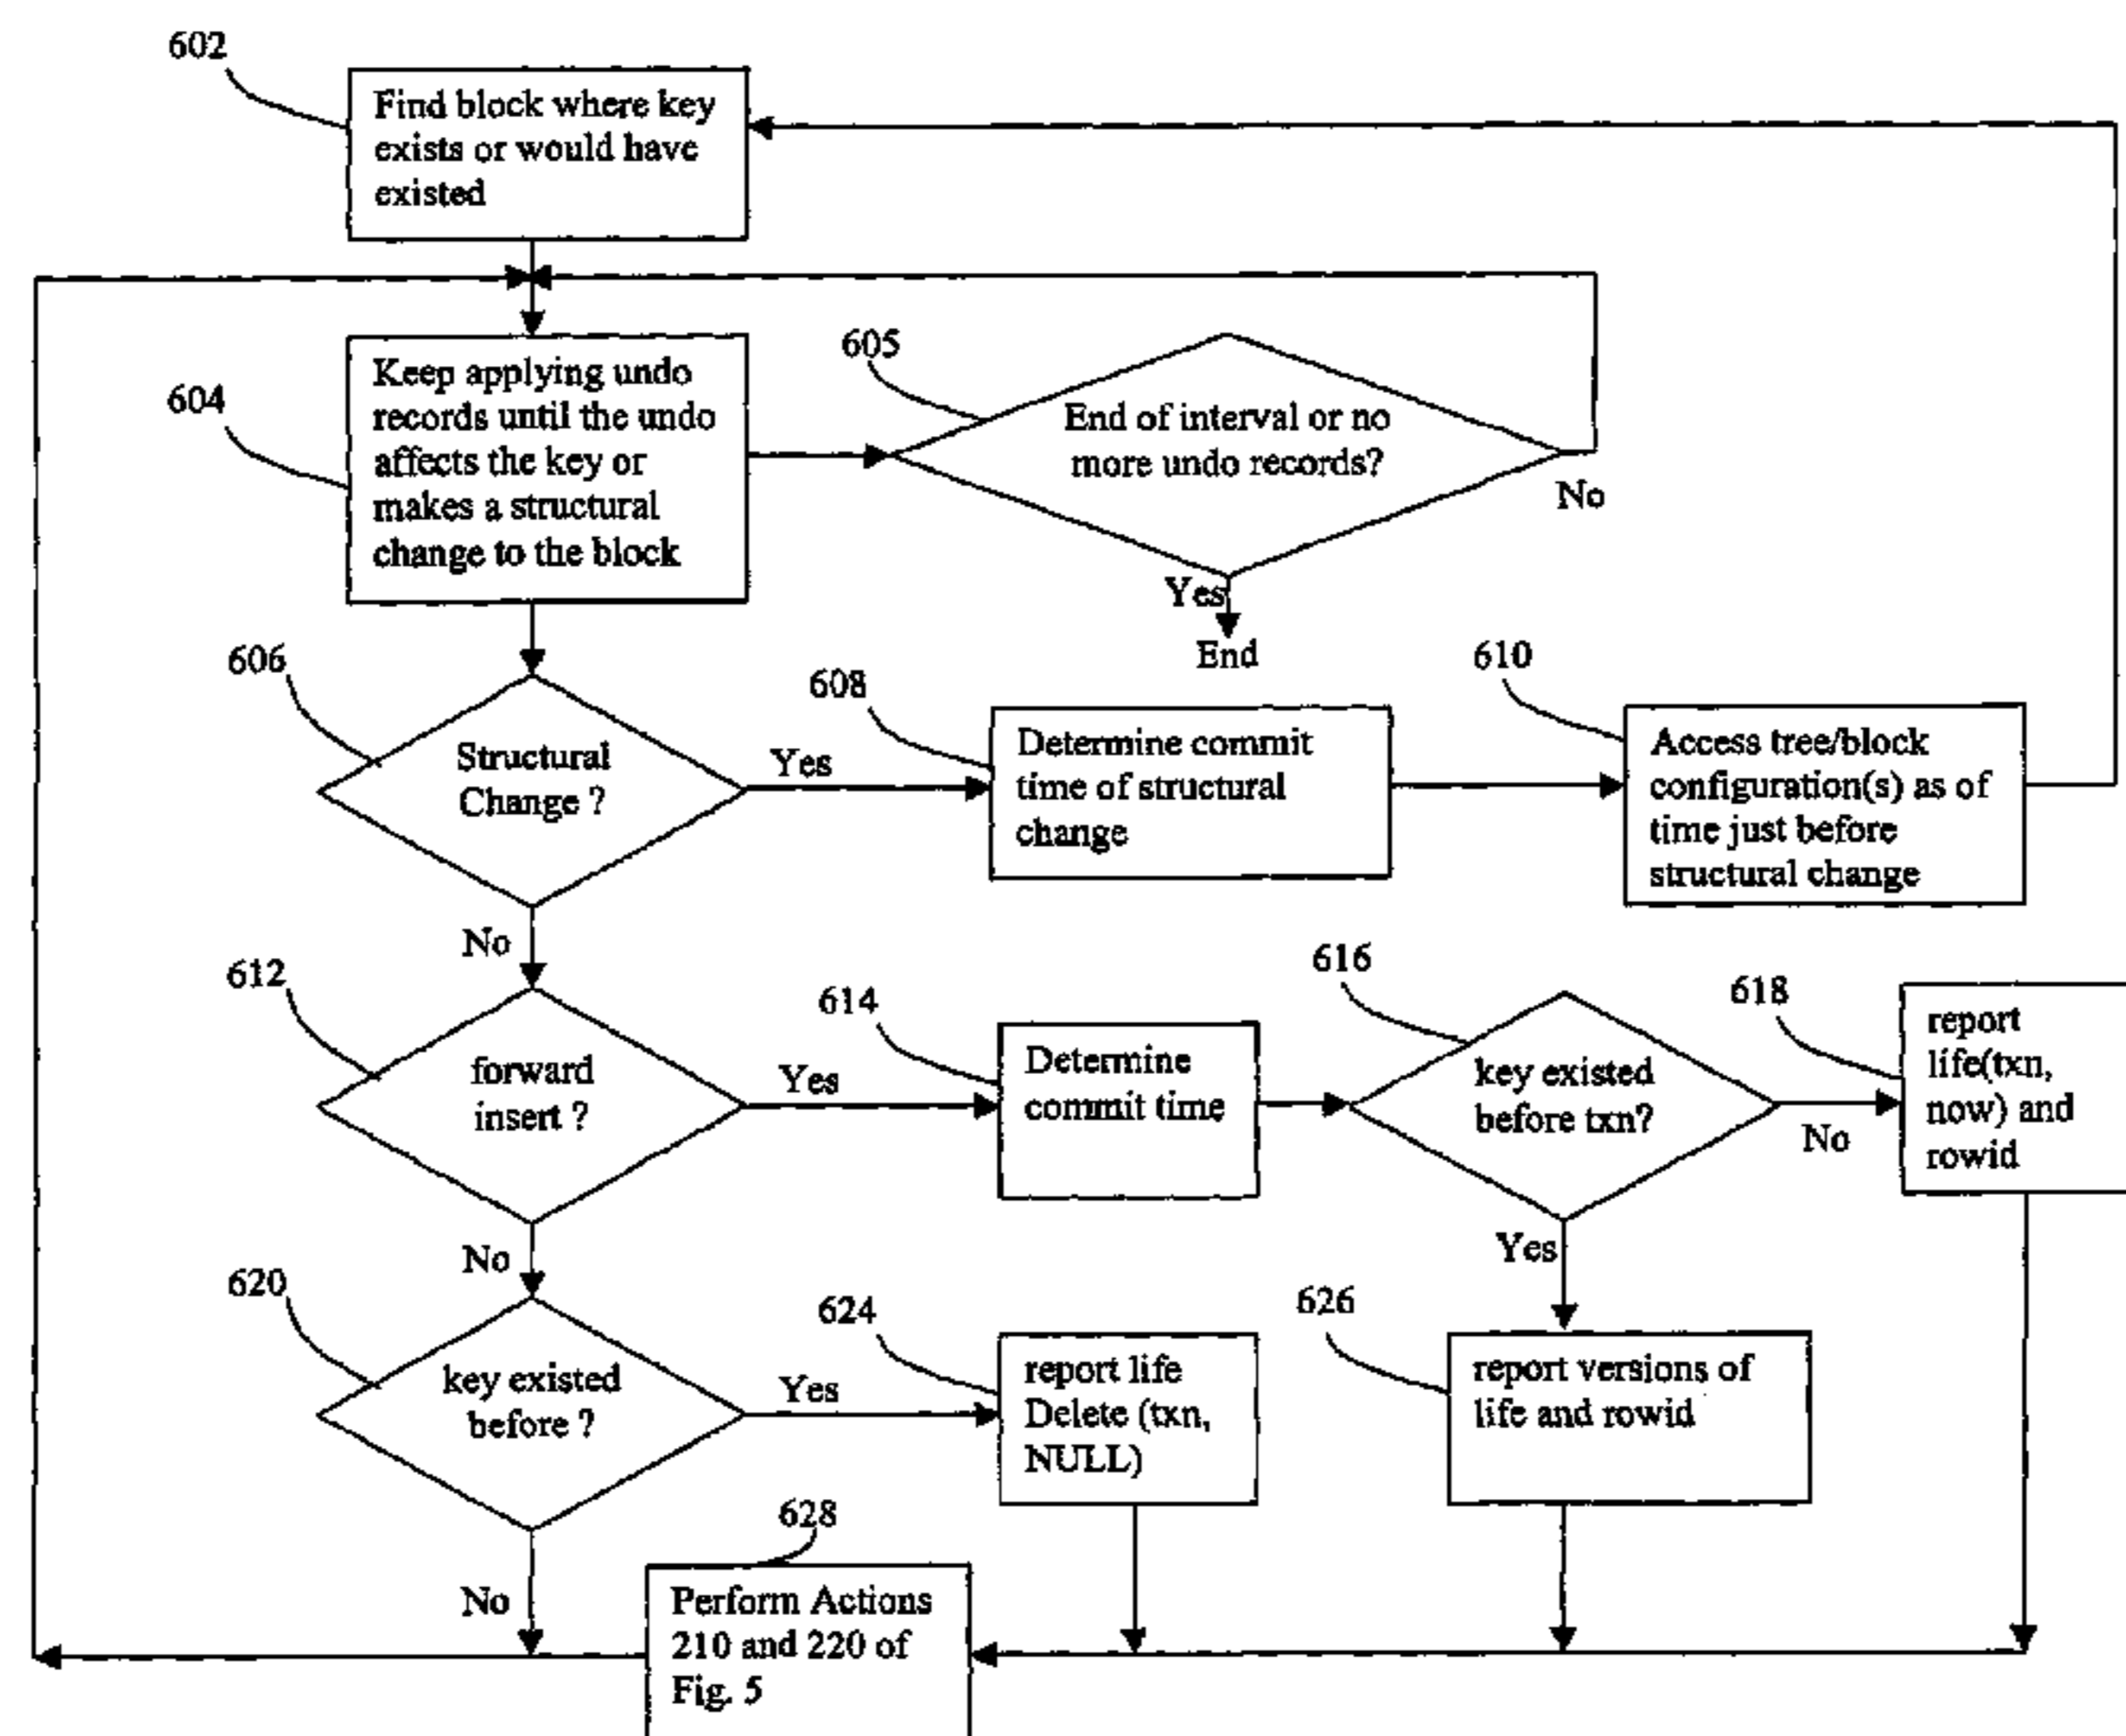 602
Find block where key
exists or would have
existed
604
Keep applying undo
records until the undo
affects the key or
makes a structural
change to the block
605
End of interval or no
more undo records?
No
Yes
End
606
Structural
Change ?
Yes
608
Determine commit
time of structural
change
610
Access tree/block
configuration(s) as of
time just before
structural change
No
612
forward
insert ?
Yes
614
Determine
commit time
616
key existed
before txn?
No
618
report
life(txn,
now) and
rowid
No
Yes
620
key existed
before ?
Yes
624
report life
Delete (txn,
NULL)
626
report versions of
life and rowid
No
628
Perform Actions
210 and 220 of
Fig. 5